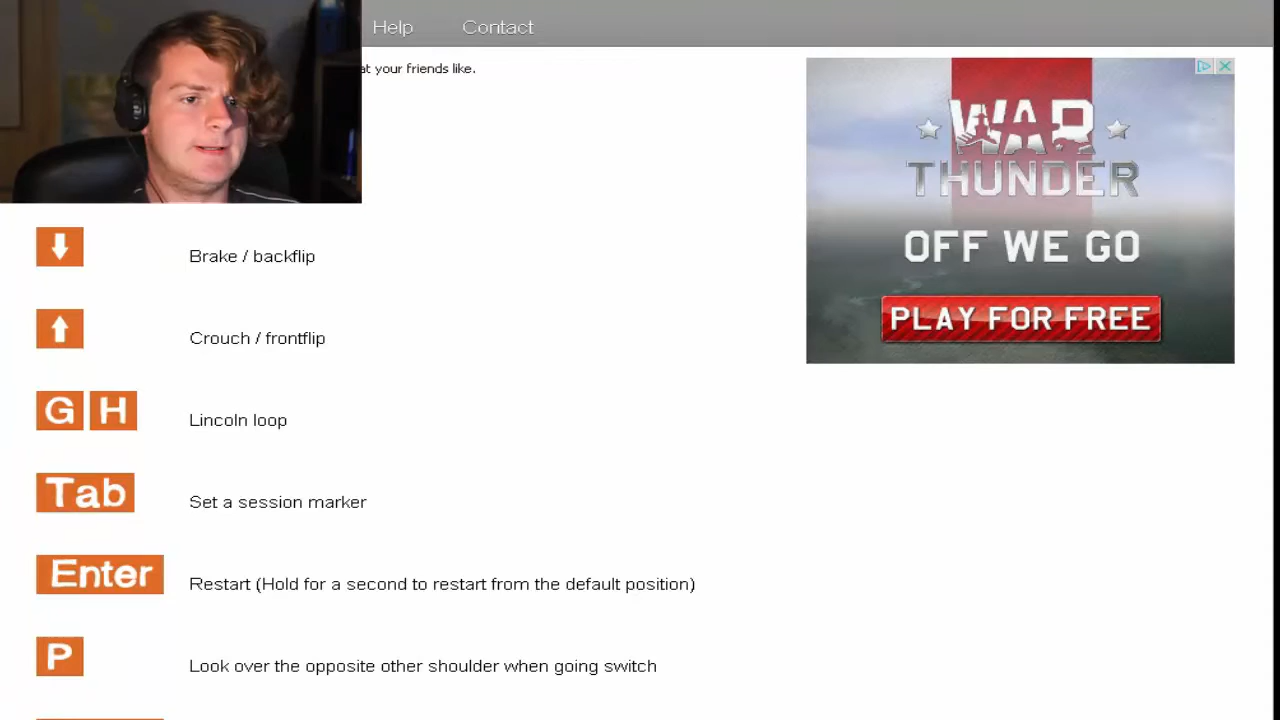 Help Contact
at your friends like.
WAR
THUNDER
OFF WE GO
PLAY FOR FREE
Brake / backflip
Crouch / frontflip
G H Lincoln loop
Tab Set a session marker
Enter Restart (Hold for a second to restart from the default position)
P Look over the opposite other shoulder when going switch